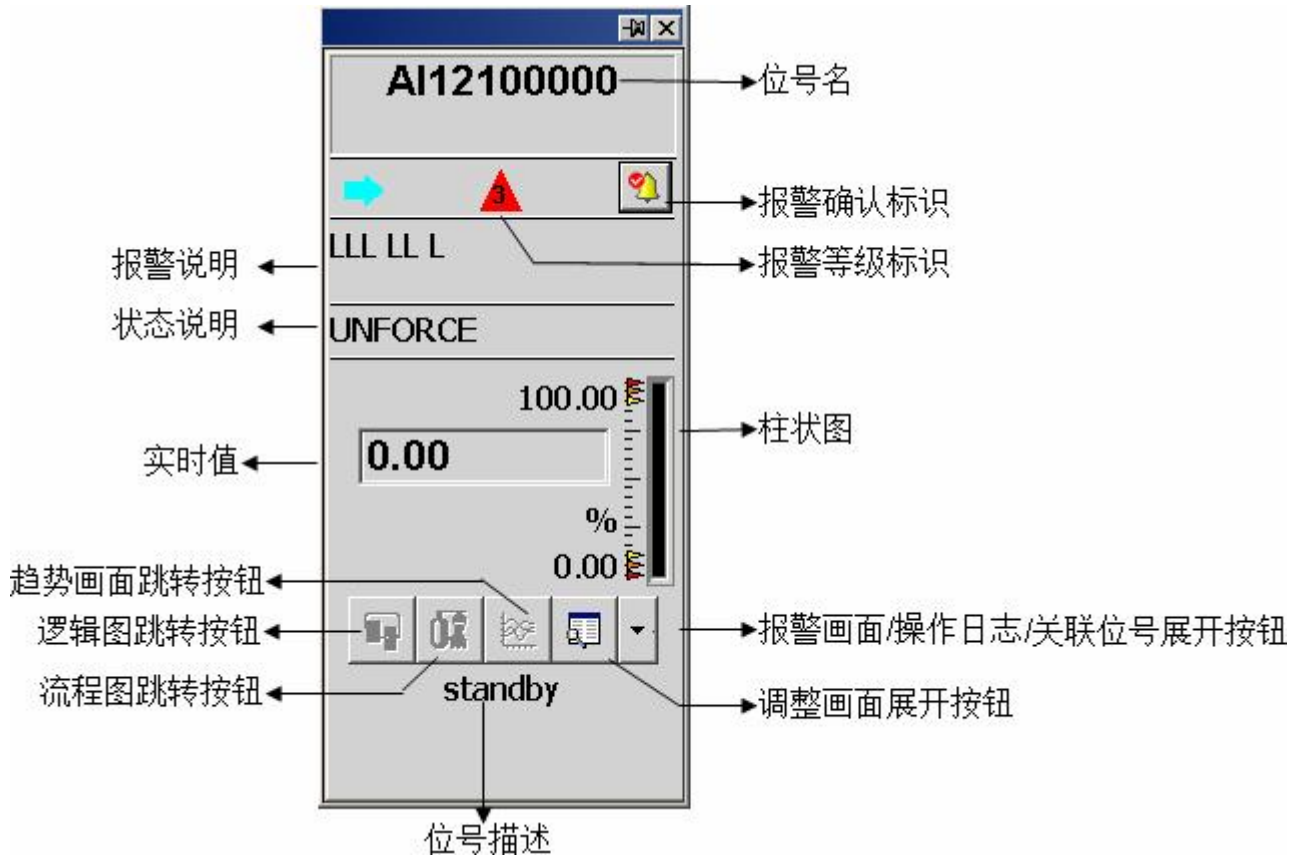 AI12100000
位号名
3
报警确认标识
LLL LL L
报警说明
报警等级标识
状态说明
UNFORCE
100.00
柱状图
实时值
0.00
%
0.00
趋势画面跳转按钮
逻辑图跳转按钮
报警画面/操作日志/关联位号展开按钮
流程图跳转按钮
standby
调整画面展开按钮
位号描述